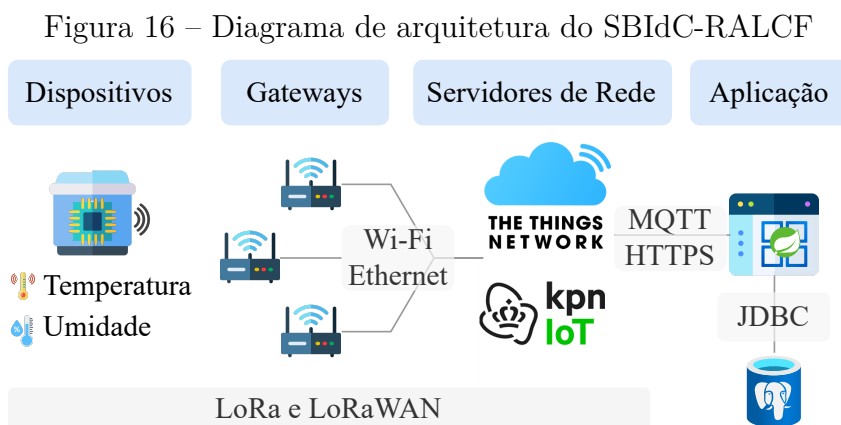 Figura 16 – Diagrama de arquitetura do SBIdC-RALCF
Dispositivos
Gateways
Servidores de Rede
Aplicação
Temperatura
%
Umidade
Wi-Fi
Ethernet
THE THINGS
NETWORK
kpn
IoT
MQTT
HTTPS
JDBC
LoRa e LoRaWAN